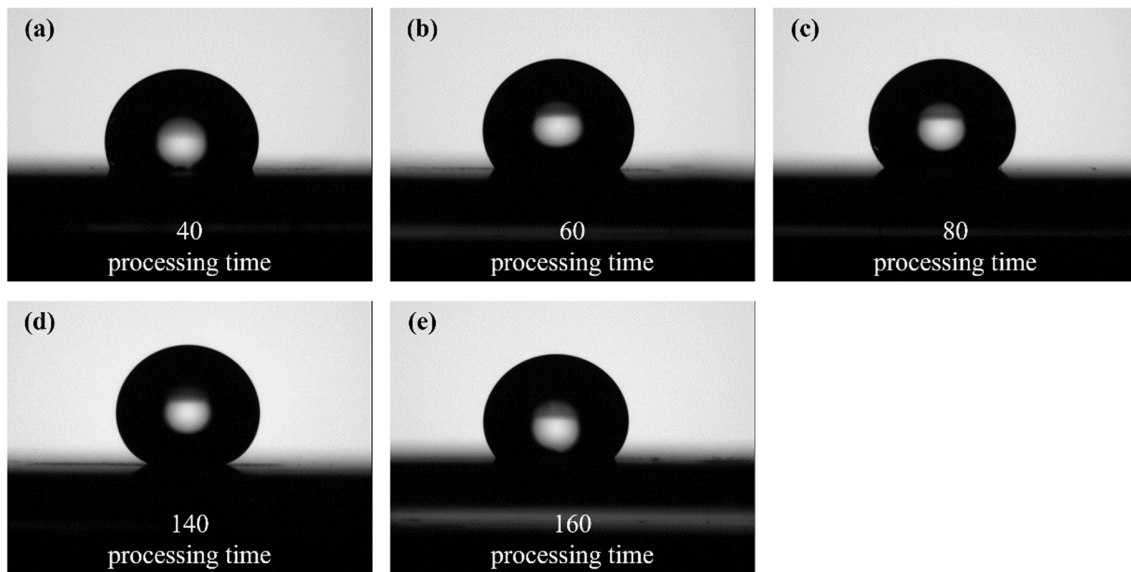 (a)
40
processing time
(b)
60
processing time
(c)
80
processing time
(d)
140
processing time
(e)
160
processing time